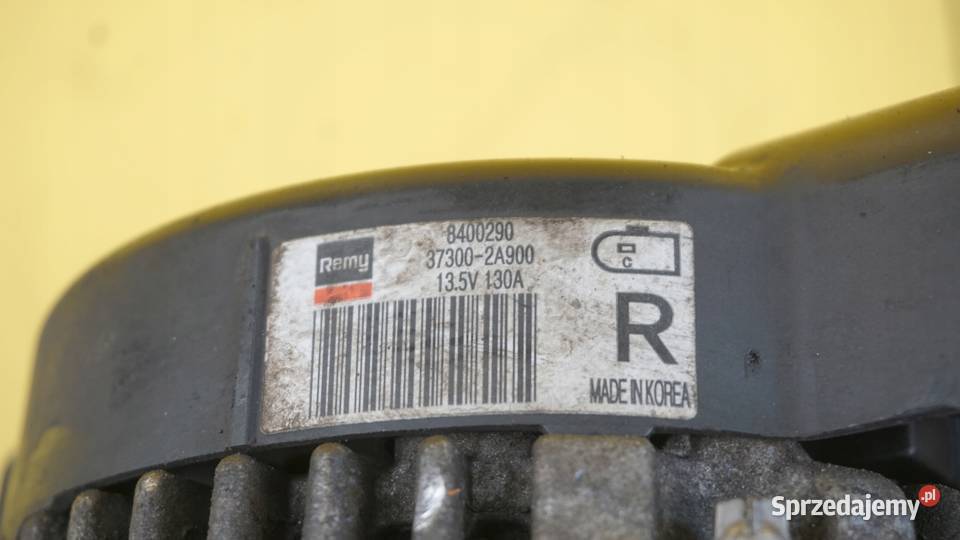 Remy
8400290
37300-2A900
13.5V 130A
C
R
MADE IN KOREA
Sprzedajemy.pl